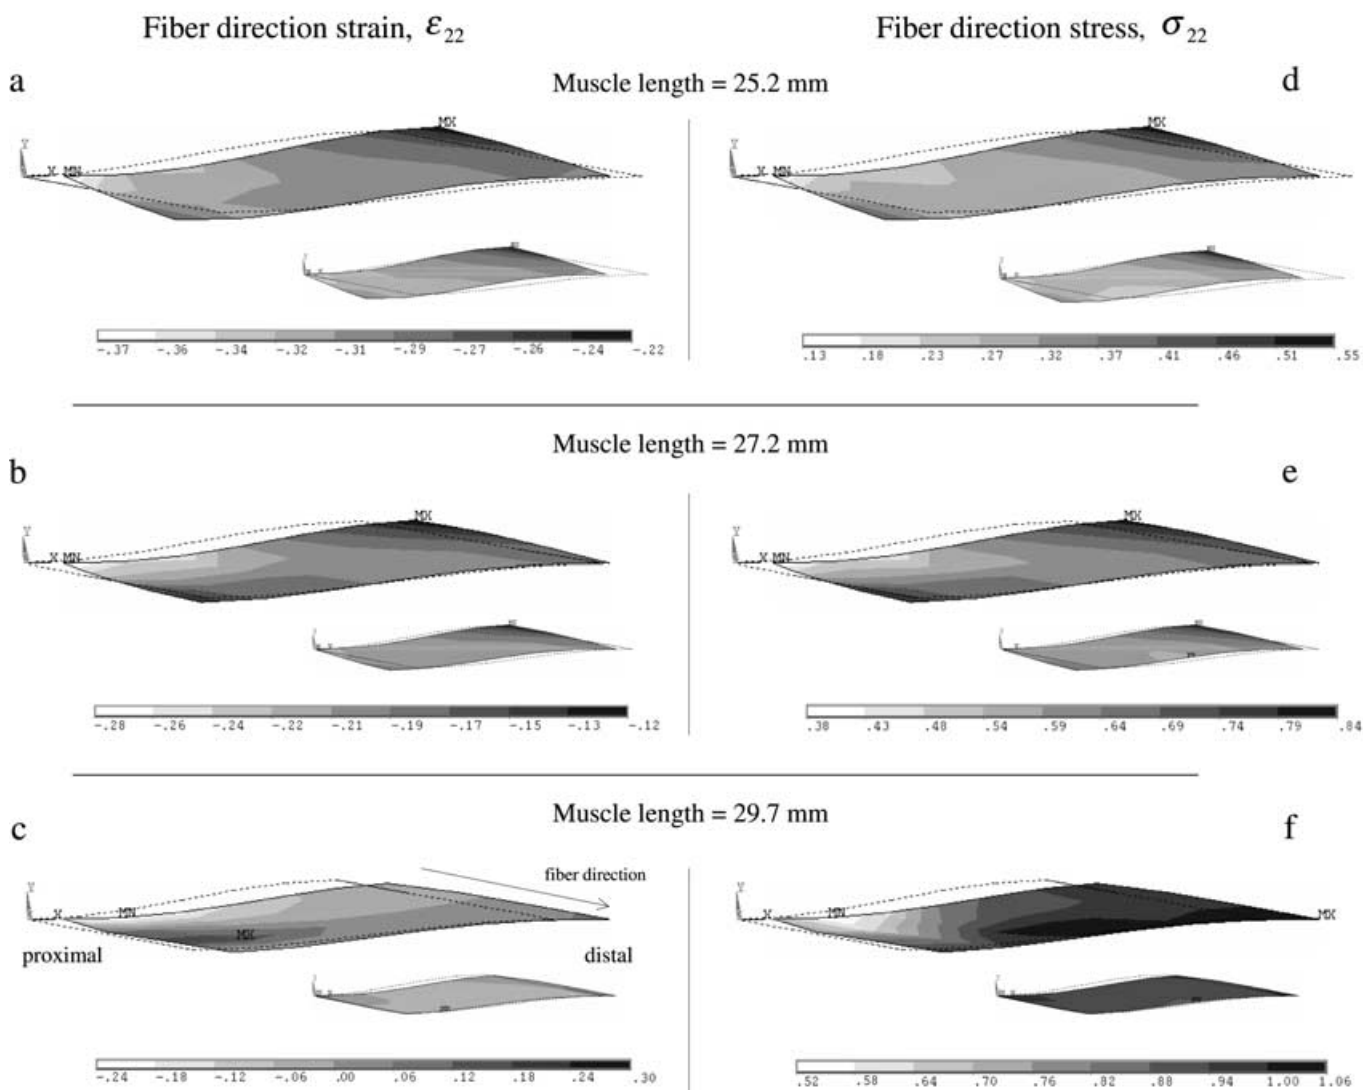 Fiber direction strain, ε22 Fiber direction stress, σ22
a Muscle length = 25.2 mm d
MX MX
Y Y
X MN X MN
-.37 -.36 -.34 -.32 -.31 -.29 -.27 -.26 -.24 -.22
.13 .18 .23 .27 .32 .37 .41 .46 .51 .55
Muscle length = 27.2 mm
b e
MX MX
Y Y
X MN X MN
-.28 -.26 -.24 -.22 -.21 -.19 -.17 -.15 -.13 -.12
.38 .43 .48 .54 .59 .64 .69 .74 .79 .84
Muscle length = 29.7 mm
c f
fiber direction
Y Y
X MN X MN MX
MX
proximal distal
-.24 -.18 -.12 -.06 .00 .06 .12 .18 .24 .30
.52 .58 .64 .70 .76 .82 .88 .94 1.00 1.06